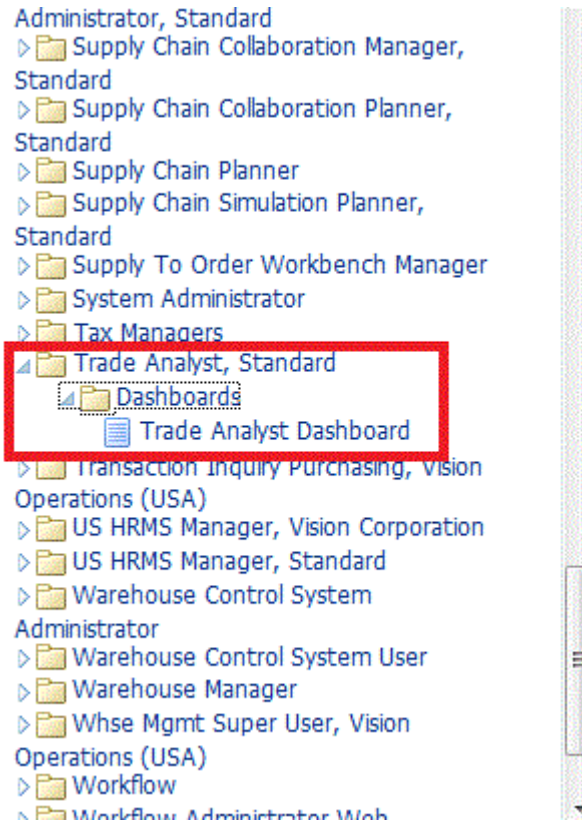 Administrator, Standard
Supply Chain Collaboration Manager,
Standard
Supply Chain Collaboration Planner,
Standard
Supply Chain Planner
Supply Chain Simulation Planner,
Standard
Supply To Order Workbench Manager
System Administrator
Tax Managers
Trade Analyst, Standard
Dashboards
Trade Analyst Dashboard
Transaction Inquiry Purchasing, Vision
Operations (USA)
US HRMS Manager, Vision Corporation
US HRMS Manager, Standard
Warehouse Control System
Administrator
Warehouse Control System User
Warehouse Manager
Whse Mgmt Super User, Vision
Operations (USA)
Workflow
Workflow Administrator Web